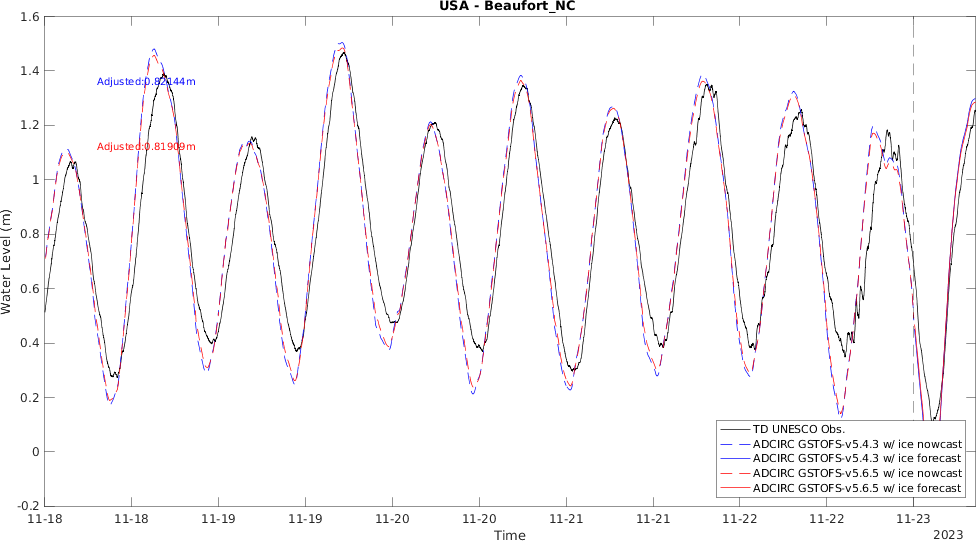 USA - Beaufort_NC
1.6
1.4
1.2
1
0.8
0.6
0.4
0.2
0
-0.2
Water Level (m)
Adjusted:0.82144m
Adjusted:0.81909m
TD UNESCO Obs.
ADCIRC GSTOFS-v5.4.3 w/ ice nowcast
ADCIRC GSTOFS-v5.4.3 w/ ice forecast
ADCIRC GSTOFS-v5.6.5 w/ ice nowcast
ADCIRC GSTOFS-v5.6.5 w/ ice forecast
11-18 11-18 11-19 11-19 11-20 11-20 11-21 11-21 11-22 11-22 11-23
Time
2023